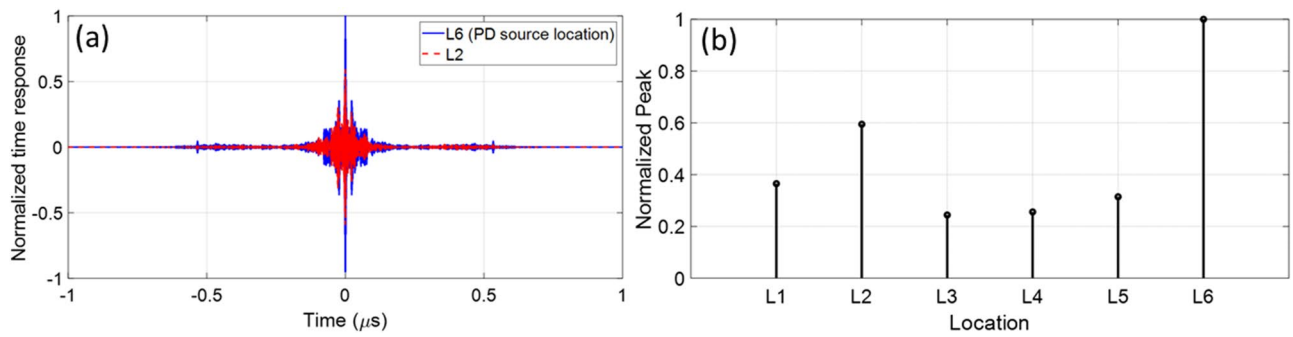 (a)
Normalized time response
1
0.5
0
-0.5
-1
-1 -0.5 0 0.5 1
Time (μs)
L6 (PD source location)
L2
(b)
Normalized Peak
1
0.8
0.6
0.4
0.2
0
L1 L2 L3 L4 L5 L6
Location